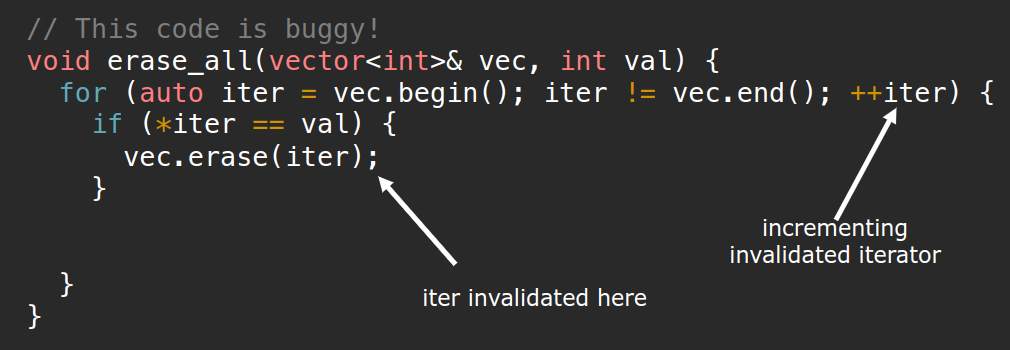 // This code is buggy!
void erase_all(vector<int>& vec, int val) {
for (auto iter = vec.begin(); iter != vec.end(); ++iter) {
if (*iter == val) {
vec.erase(iter);
}
incrementing
invalidated iterator
iter invalidated here
}
}